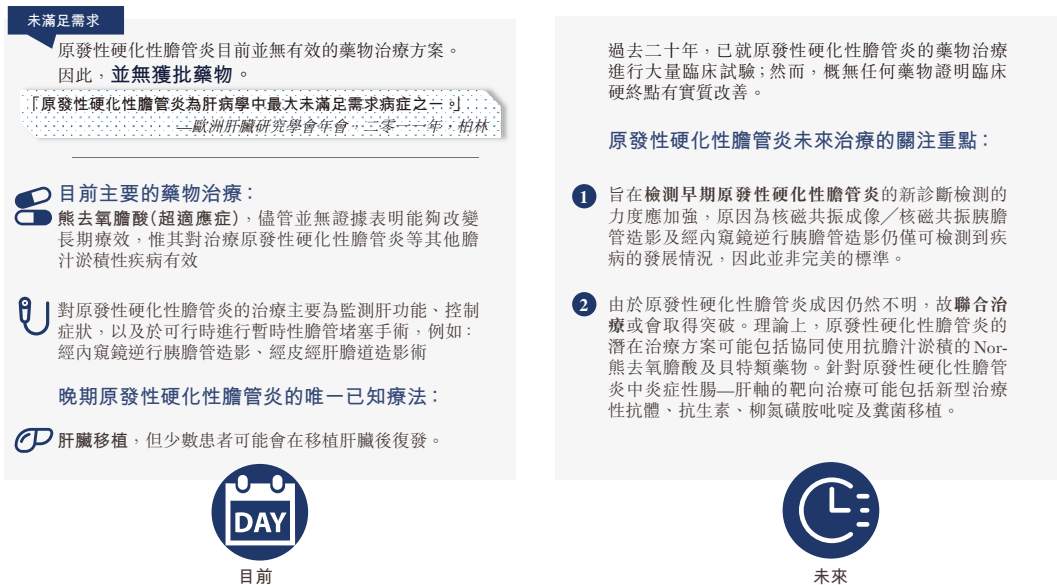 未滿足需求
原發性硬化性膽管炎目前並無有效的藥物治療方案。
因此，並無獲批藥物。
「原發性硬化性膽管炎為肝病學中最大未滿足需求病症之一。」
—歐洲肝臟研究學會年會，二零一一年，柏林
目前主要的藥物治療：
熊去氧膽酸(超適應症)，儘管並無證據表明能夠改變
長期療效，惟其對治療原發性硬化性膽管炎等其他膽
汁淤積性疾病有效
對原發性硬化性膽管炎的治療主要為監測肝功能、控制
症狀，以及於可行時進行暫時性膽管堵塞手術，例如：
經內窺鏡逆行胰膽管造影、經皮經肝膽道造影術
晚期原發性硬化性膽管炎的唯一已知療法：
肝臟移植，但少數患者可能會在移植肝臟後復發。
DAY
目前
過去二十年，已就原發性硬化性膽管炎的藥物治療
進行大量臨床試驗；然而，概無任何藥物證明臨床
硬終點有實質改善。
原發性硬化性膽管炎未來治療的關注重點：
1 旨在檢測早期原發性硬化性膽管炎的新診斷檢測的
力度應加強，原因為核磁共振成像／核磁共振胰膽
管造影及經內窺鏡逆行胰膽管造影仍僅可檢測到疾
病的發展情況，因此並非完美的標準。
2 由於原發性硬化性膽管炎成因仍然不明，故聯合治
療或會取得突破。理論上，原發性硬化性膽管炎的
潛在治療方案可能包括協同使用抗膽汁淤積的Nor-
熊去氧膽酸及貝特類藥物。針對原發性硬化性膽管
炎中炎症性腸—肝軸的靶向治療可能包括新型治療
性抗體、抗生素、柳氮磺胺吡啶及糞菌移植。
未來